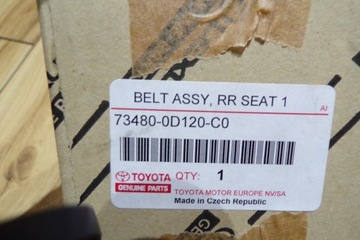 BELT ASSY, RR SEAT 1
AI
73480-0D120-C0
TOYOTA QTY: 1
GENUINE PARTS
TOYOTA MOTOR EUROPE NV/SA
Made in Czech Republic